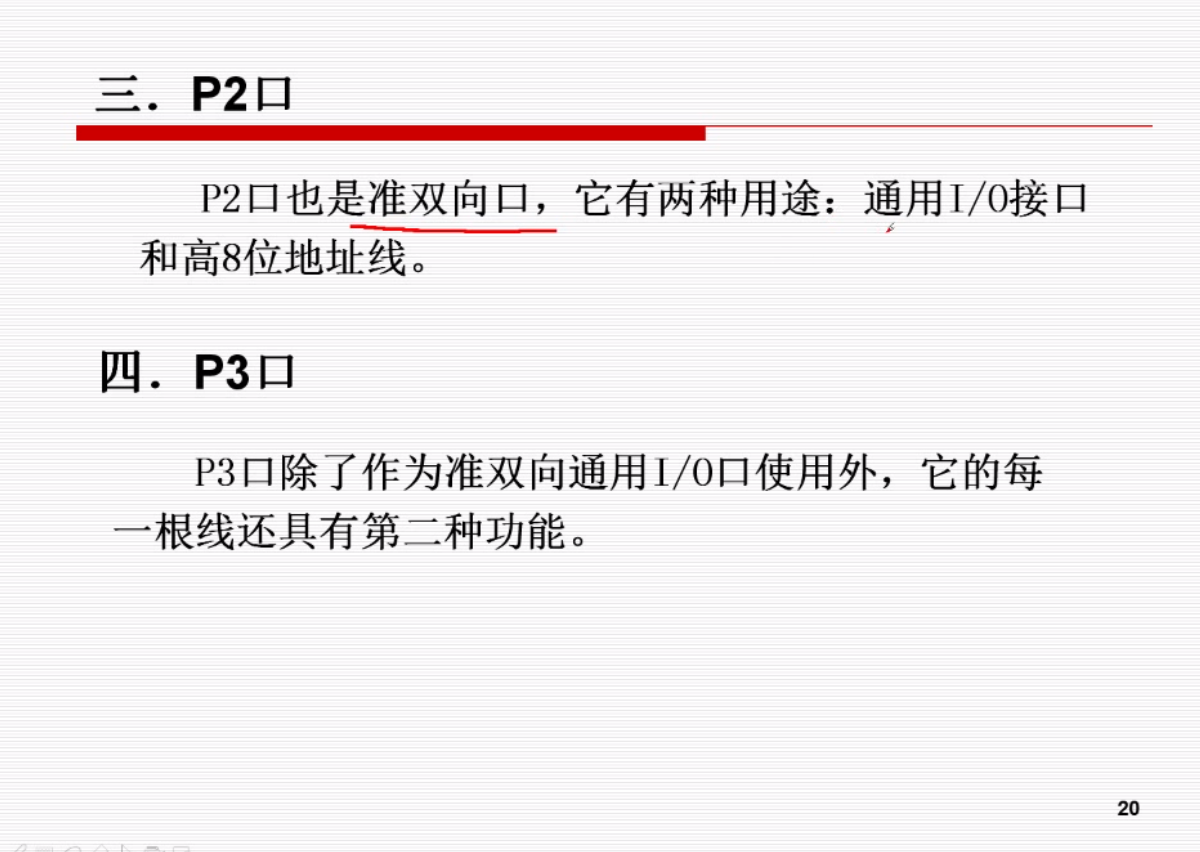 三．P2口
P2口也是准双向口，它有两种用途：通用I/O接口
和高8位地址线。
四．P3口
P3口除了作为准双向通用I/O口使用外，它的每
一根线还具有第二种功能。
20